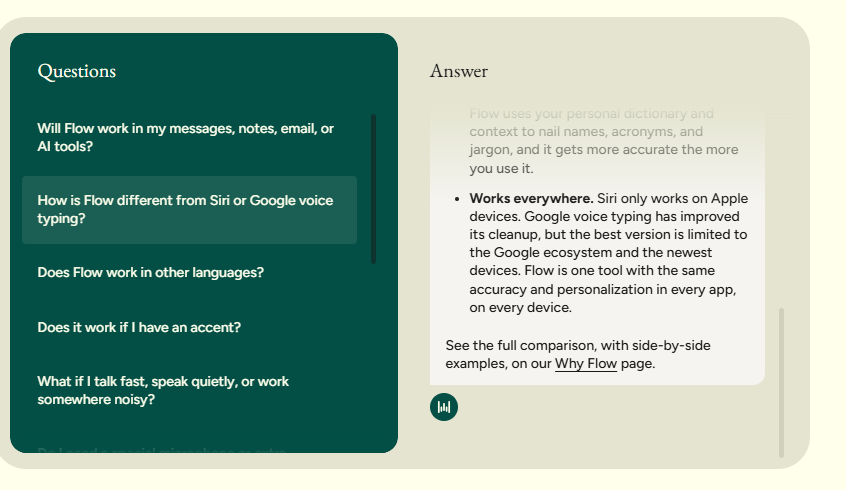 Questions
Will Flow work in my messages, notes, email, or
AI tools?
How is Flow different from Siri or Google voice
typing?
Does Flow work in other languages?
Does it work if I have an accent?
What if I talk fast, speak quietly, or work
somewhere noisy?
Answer
Flow uses your personal dictionary and
context to nail names, acronyms, and
jargon, and it gets more accurate the more
you use it.
• Works everywhere. Siri only works on Apple
devices. Google voice typing has improved
its cleanup, but the best version is limited to
the Google ecosystem and the newest
devices. Flow is one tool with the same
accuracy and personalization in every app,
on every device.
See the full comparison, with side-by-side
examples, on our Why Flow page.